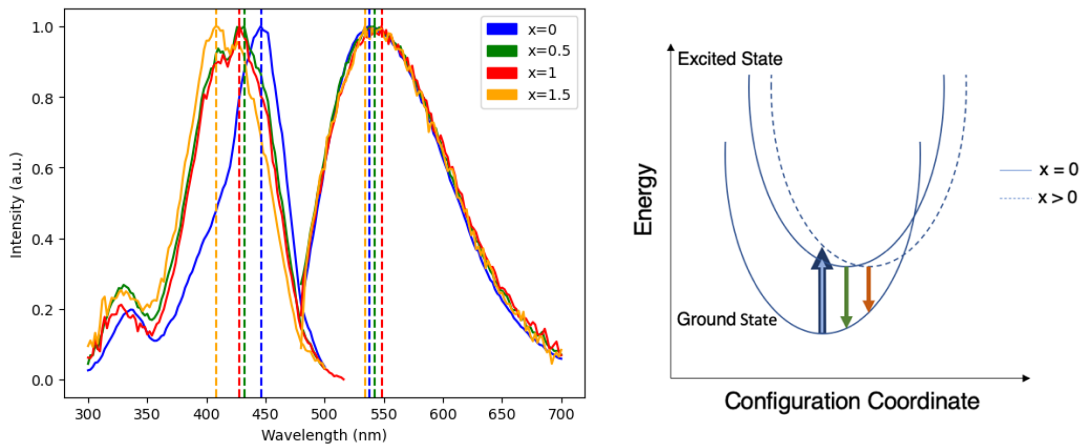 1.0
0.8
0.6
0.4
0.2
0.0
Intensity (a.u.)
300 350 400 450 500 550 600 650 700
Wavelength (nm)
x=0
x=0.5
x=1
x=1.5
Excited State
Ground State
Energy
Configuration Coordinate
x = 0
x > 0